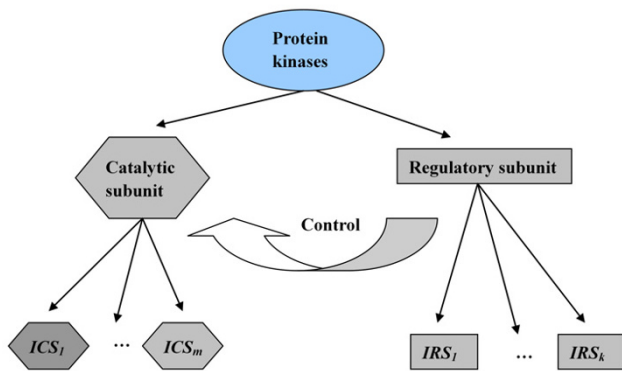 Protein
kinases
Catalytic
subunit
Regulatory subunit
Control
ICS₁ ... ICSₘ
IRS₁ ... IRSₖ